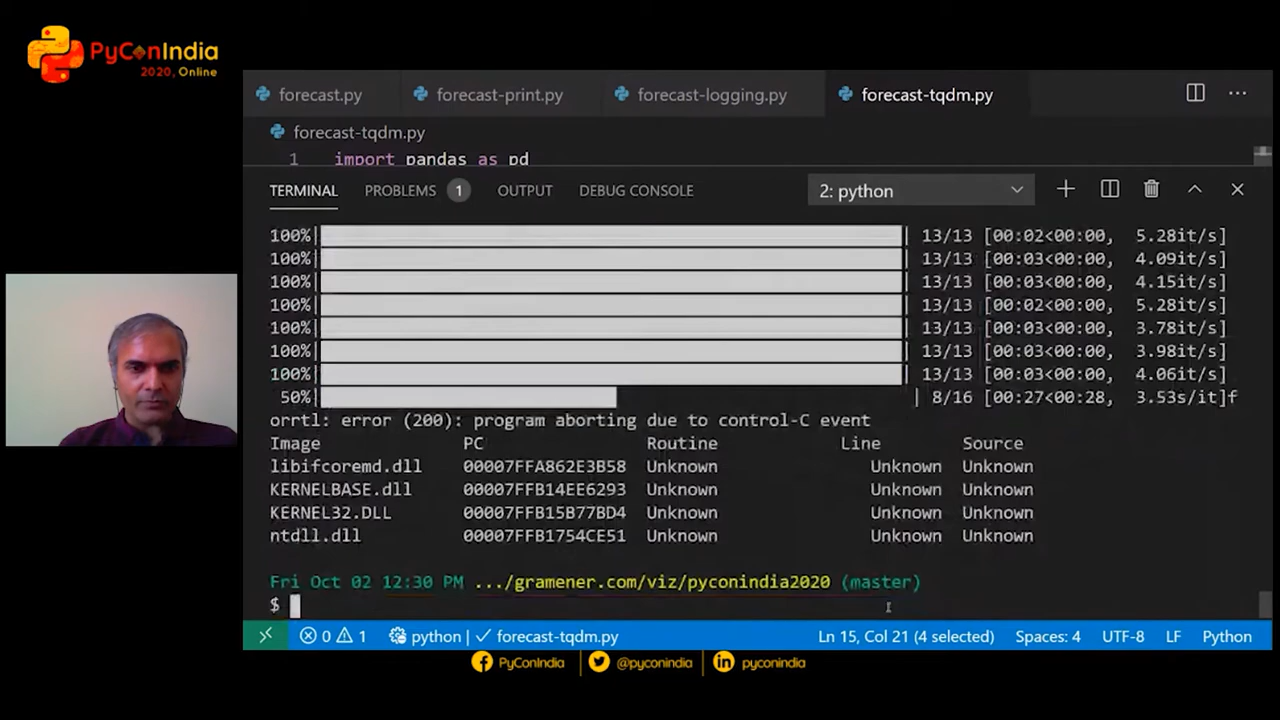 PyConIndia
2020, Online
forecast.py forecast-print.py forecast-logging.py forecast-tqdm.py
forecast-tqdm.py
1 import pandas as pd
TERMINAL PROBLEMS 1 OUTPUT DEBUG CONSOLE 2: python
100%| | 13/13 [00:02<00:00, 5.28it/s]
100%| | 13/13 [00:03<00:00, 4.09it/s]
100%| | 13/13 [00:03<00:00, 4.15it/s]
100%| | 13/13 [00:02<00:00, 5.28it/s]
100%| | 13/13 [00:03<00:00, 3.78it/s]
100%| | 13/13 [00:03<00:00, 3.98it/s]
100%| | 13/13 [00:03<00:00, 4.06it/s]
50%| | 8/16 [00:27<00:28, 3.53s/it]f
orrtl: error (200): program aborting due to control-C event
Image PC Routine Line Source
libifcoremd.dll 00007FFA862E3B58 Unknown Unknown Unknown
KERNELBASE.dll 00007FFB14EE6293 Unknown Unknown Unknown
KERNEL32.DLL 00007FFB15B77BD4 Unknown Unknown Unknown
ntdll.dll 00007FFB1754CE51 Unknown Unknown Unknown
Fri Oct 02 12:30 PM .../gramener.com/viz/pyconindia2020 (master)
$
0 1 python | ✓ forecast-tqdm.py Ln 15, Col 21 (4 selected) Spaces: 4 UTF-8 LF Python
PyConIndia @pyconindia pyconindia